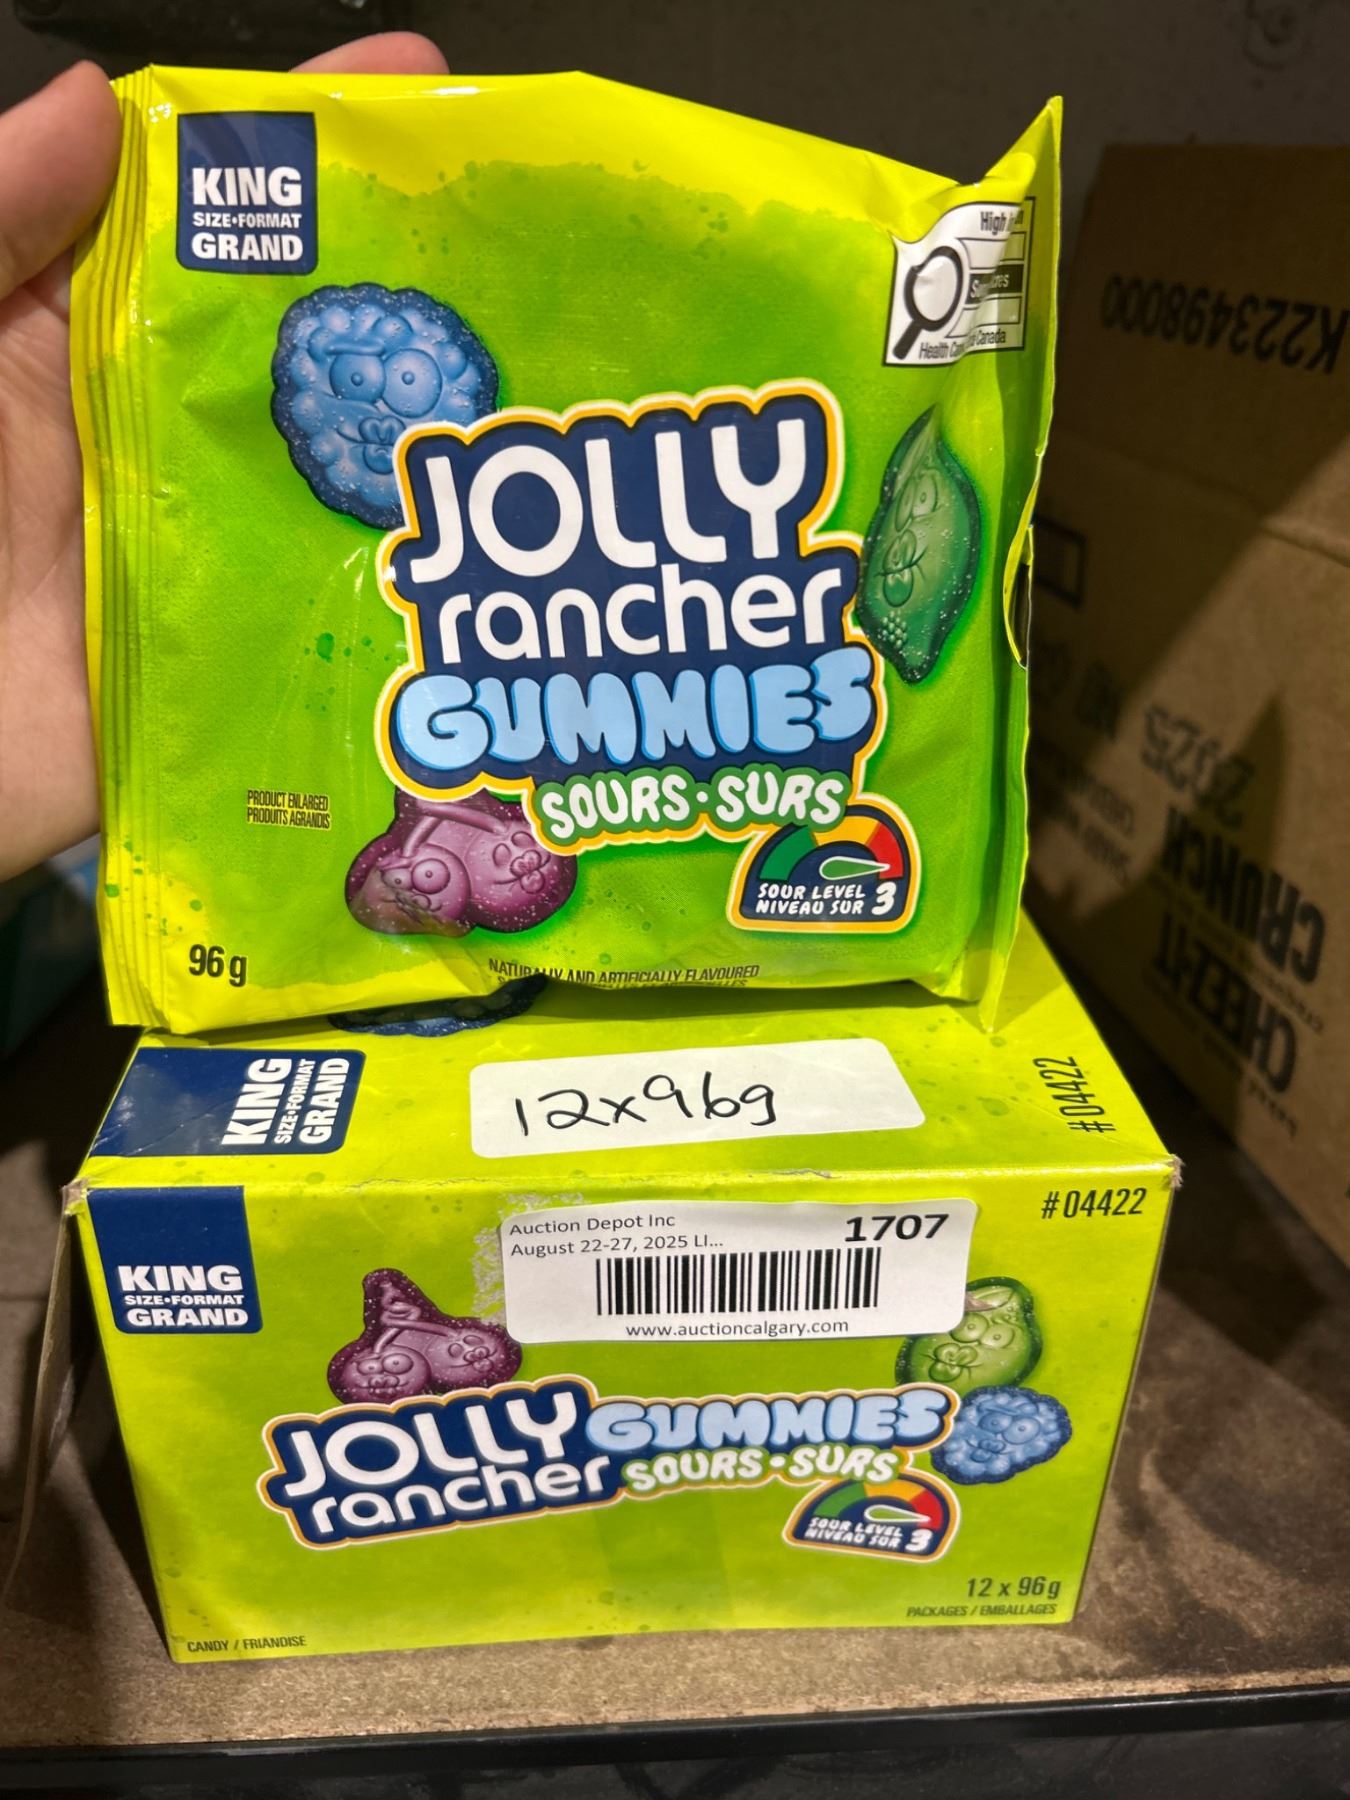 KING
SIZE•FORMAT
GRAND
High
Health Canada
JOLLY
rancher
GUMMIES
SOURS•SURS
PRODUCT ENLARGED
PRODUITS AGRANDIS
SOUR LEVEL
NIVEAU SUR 3
96 g
NATURALLY AND ARTIFICIALLY FLAVOURED
K223498000
2025
CHEEZ-IT
CRUNCH
KING
SIZE•FORMAT
GRAND
12x96g
#04422
KING
SIZE•FORMAT
GRAND
Auction Depot Inc
August 22-27, 2025 LI...
1707
www.auctioncalgary.com
#04422
JOLLY
rancher
GUMMIES
SOURS•SURS
SOUR LEVEL
NIVEAU SUR 3
12 x 96 g
PACKAGES / EMBALLAGES
CANDY / FRIANDISE